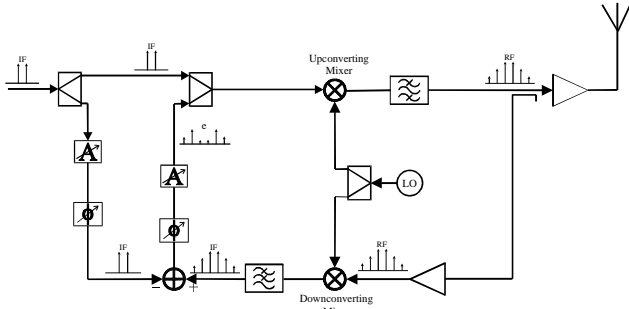 IF
IF
Upconverting
Mixer
RF
A
e
A
LO
ϕ
ϕ
IF
IF
RF
− +
Downconverting